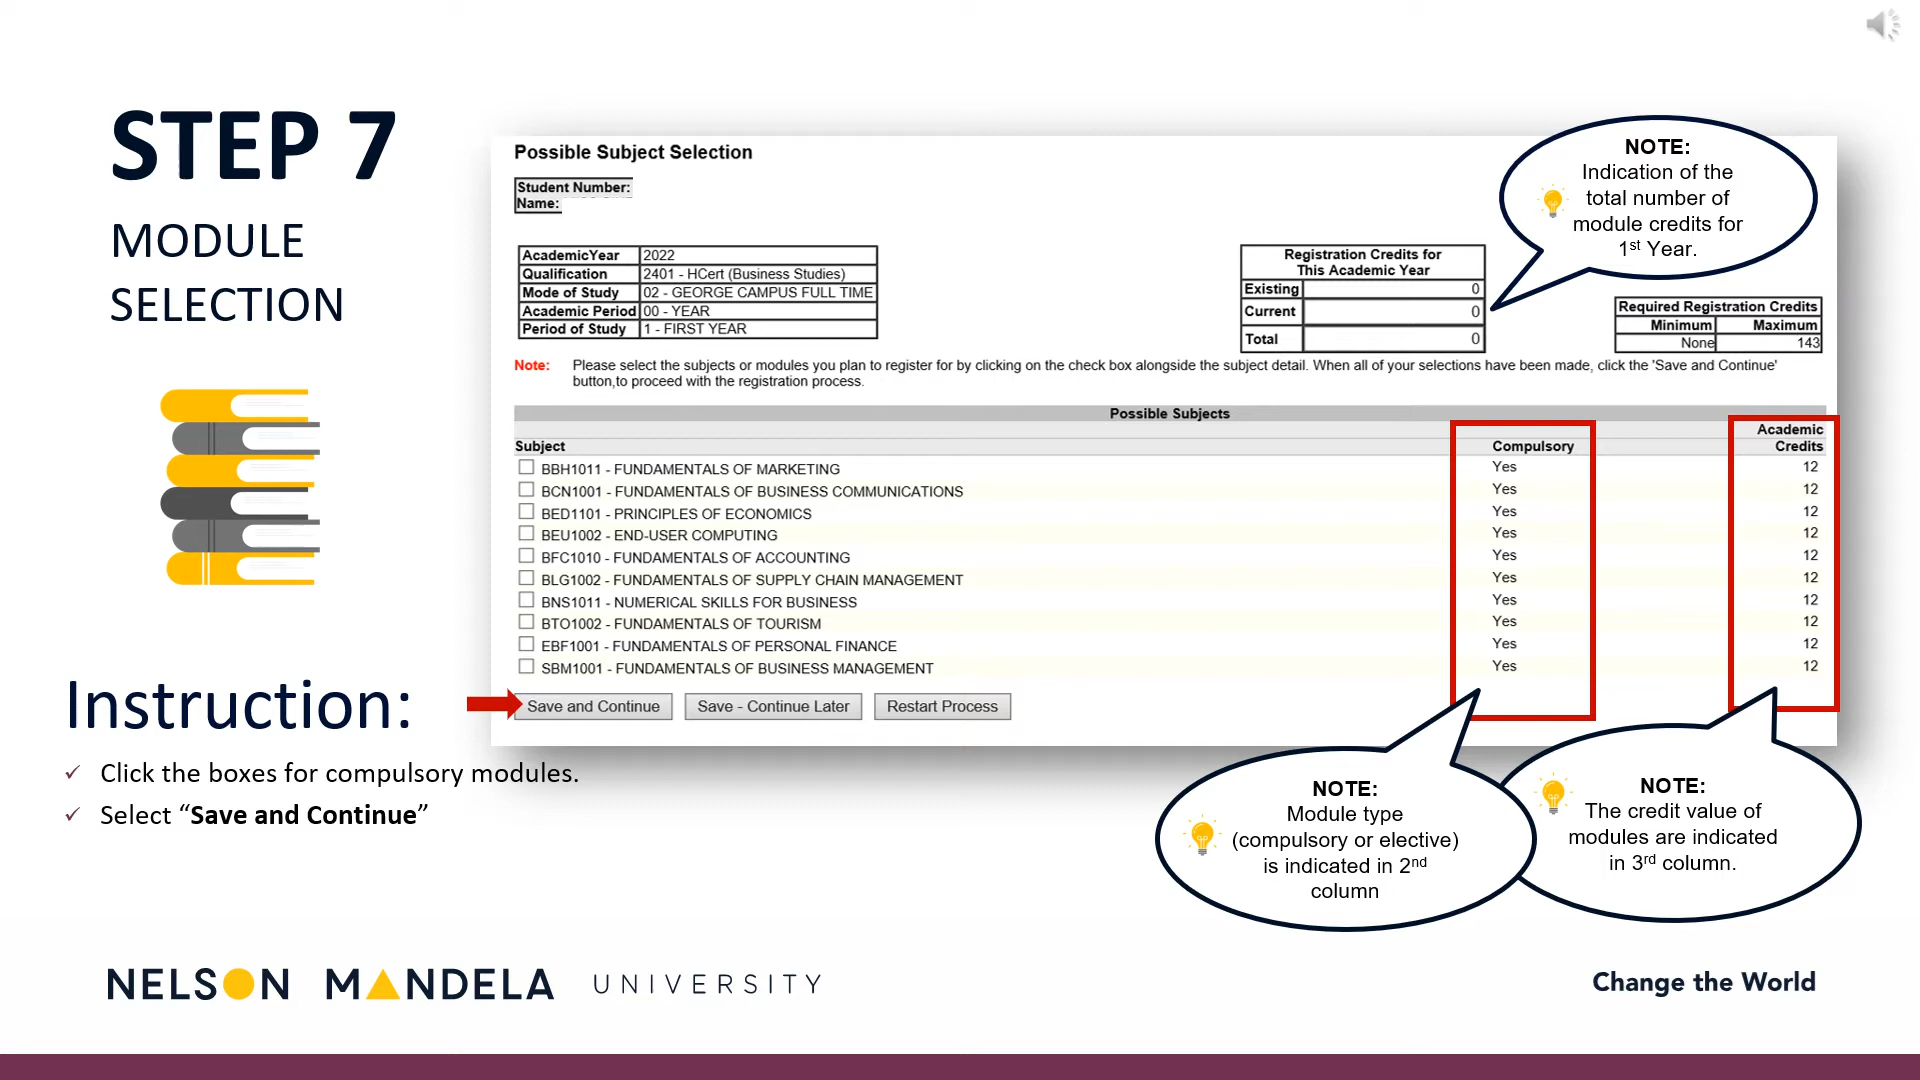 STEP 7
MODULE
SELECTION
Possible Subject Selection
Student Number:
Name:
AcademicYear 2022
Qualification 2401 - HCert (Business Studies)
Mode of Study 02 - GEORGE CAMPUS FULL TIME
Academic Period 00 - YEAR
Period of Study 1 - FIRST YEAR
Registration Credits for
This Academic Year
Existing 0
Current 0
Total 0
NOTE:
Indication of the
total number of
module credits for
1st Year.
Required Registration Credits
Minimum Maximum
None 143
Note: Please select the subjects or modules you plan to register for by clicking on the check box alongside the subject detail. When all of your selections have been made, click the 'Save and Continue'
button,to proceed with the registration process.
Possible Subjects
Subject Compulsory Academic
Credits
BBH1011 - FUNDAMENTALS OF MARKETING Yes 12
BCN1001 - FUNDAMENTALS OF BUSINESS COMMUNICATIONS Yes 12
BED1101 - PRINCIPLES OF ECONOMICS Yes 12
BEU1002 - END-USER COMPUTING Yes 12
BFC1010 - FUNDAMENTALS OF ACCOUNTING Yes 12
BLG1002 - FUNDAMENTALS OF SUPPLY CHAIN MANAGEMENT Yes 12
BNS1011 - NUMERICAL SKILLS FOR BUSINESS Yes 12
BTO1002 - FUNDAMENTALS OF TOURISM Yes 12
EBF1001 - FUNDAMENTALS OF PERSONAL FINANCE Yes 12
SBM1001 - FUNDAMENTALS OF BUSINESS MANAGEMENT Yes 12
Save and Continue Save - Continue Later Restart Process
Instruction:
✓ Click the boxes for compulsory modules.
✓ Select “Save and Continue”
NOTE:
Module type
(compulsory or elective)
is indicated in 2nd
column
NOTE:
The credit value of
modules are indicated
in 3rd column.
NELSON MANDELA UNIVERSITY
Change the World